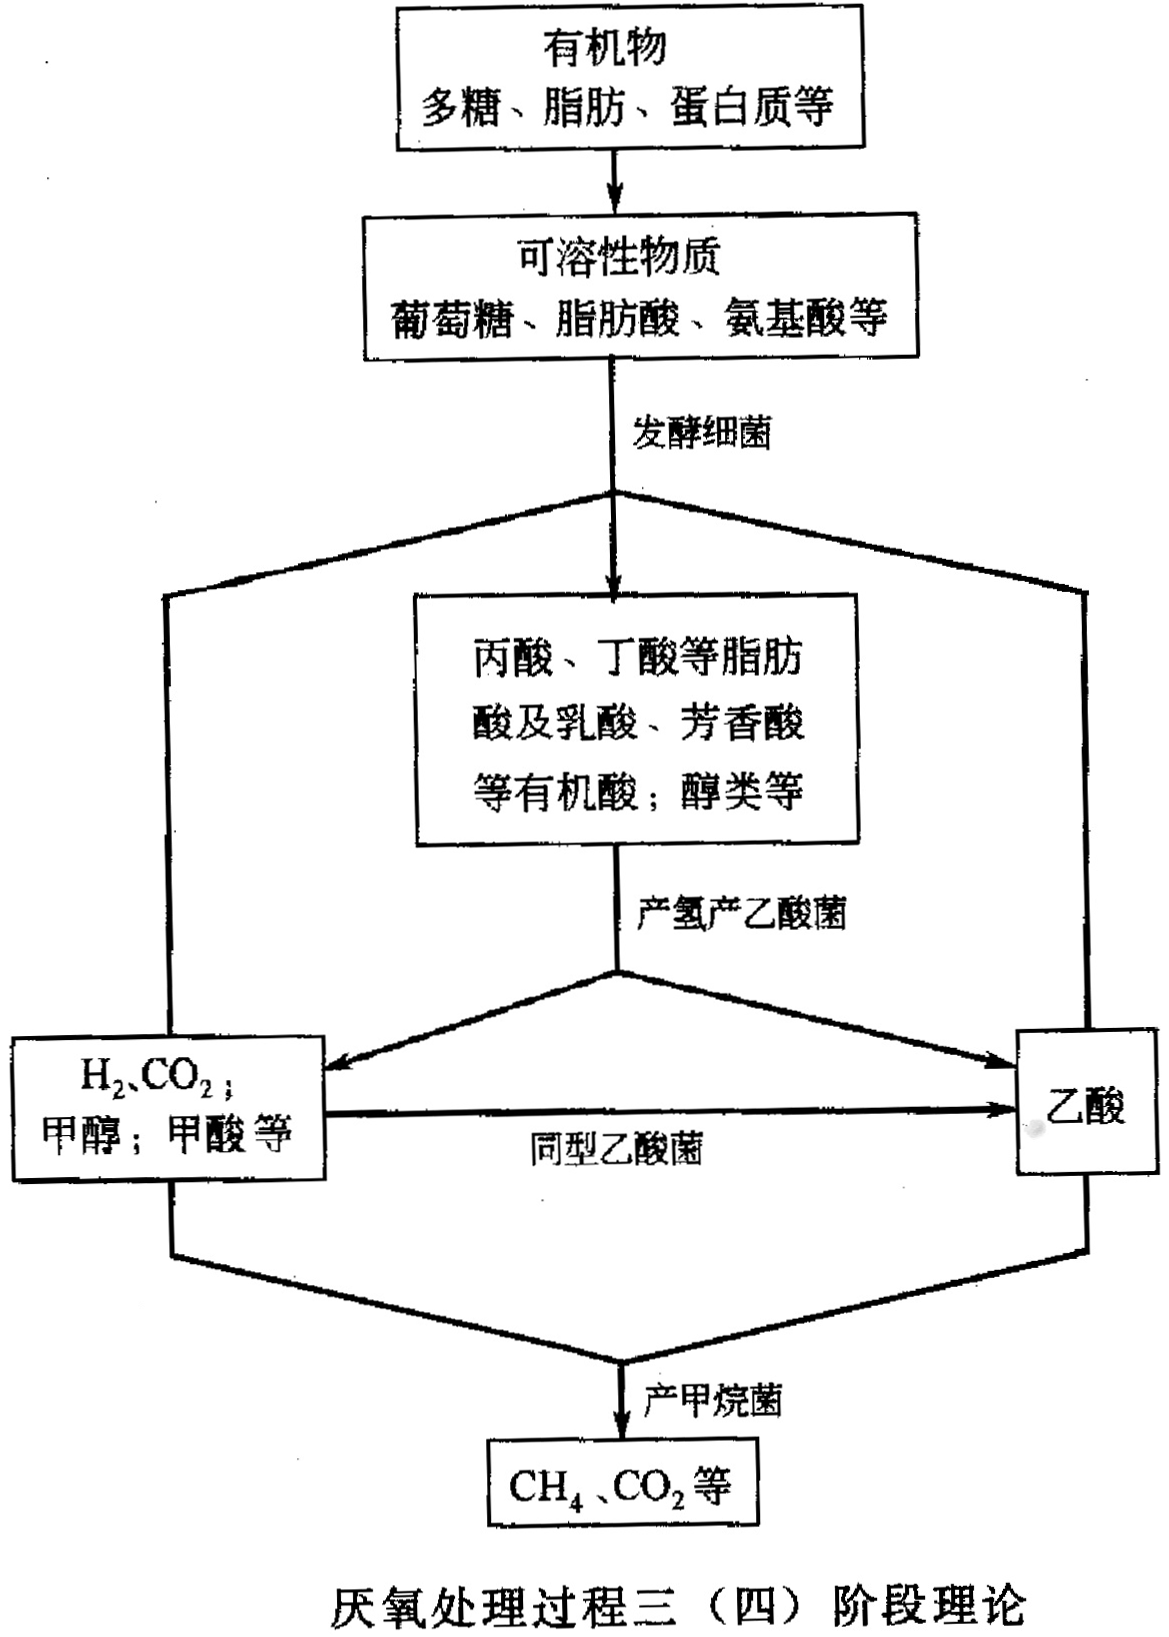 有机物
多糖、脂肪、蛋白质等
可溶性物质
葡萄糖、脂肪酸、氨基酸等
发酵细菌
丙酸、丁酸等脂肪
酸及乳酸、芳香酸
等有机酸；醇类等
产氢产乙酸菌
H₂、CO₂；
甲醇；甲酸等
乙酸
同型乙酸菌
产甲烷菌
CH₄、CO₂等
厌氧处理过程三（四）阶段理论